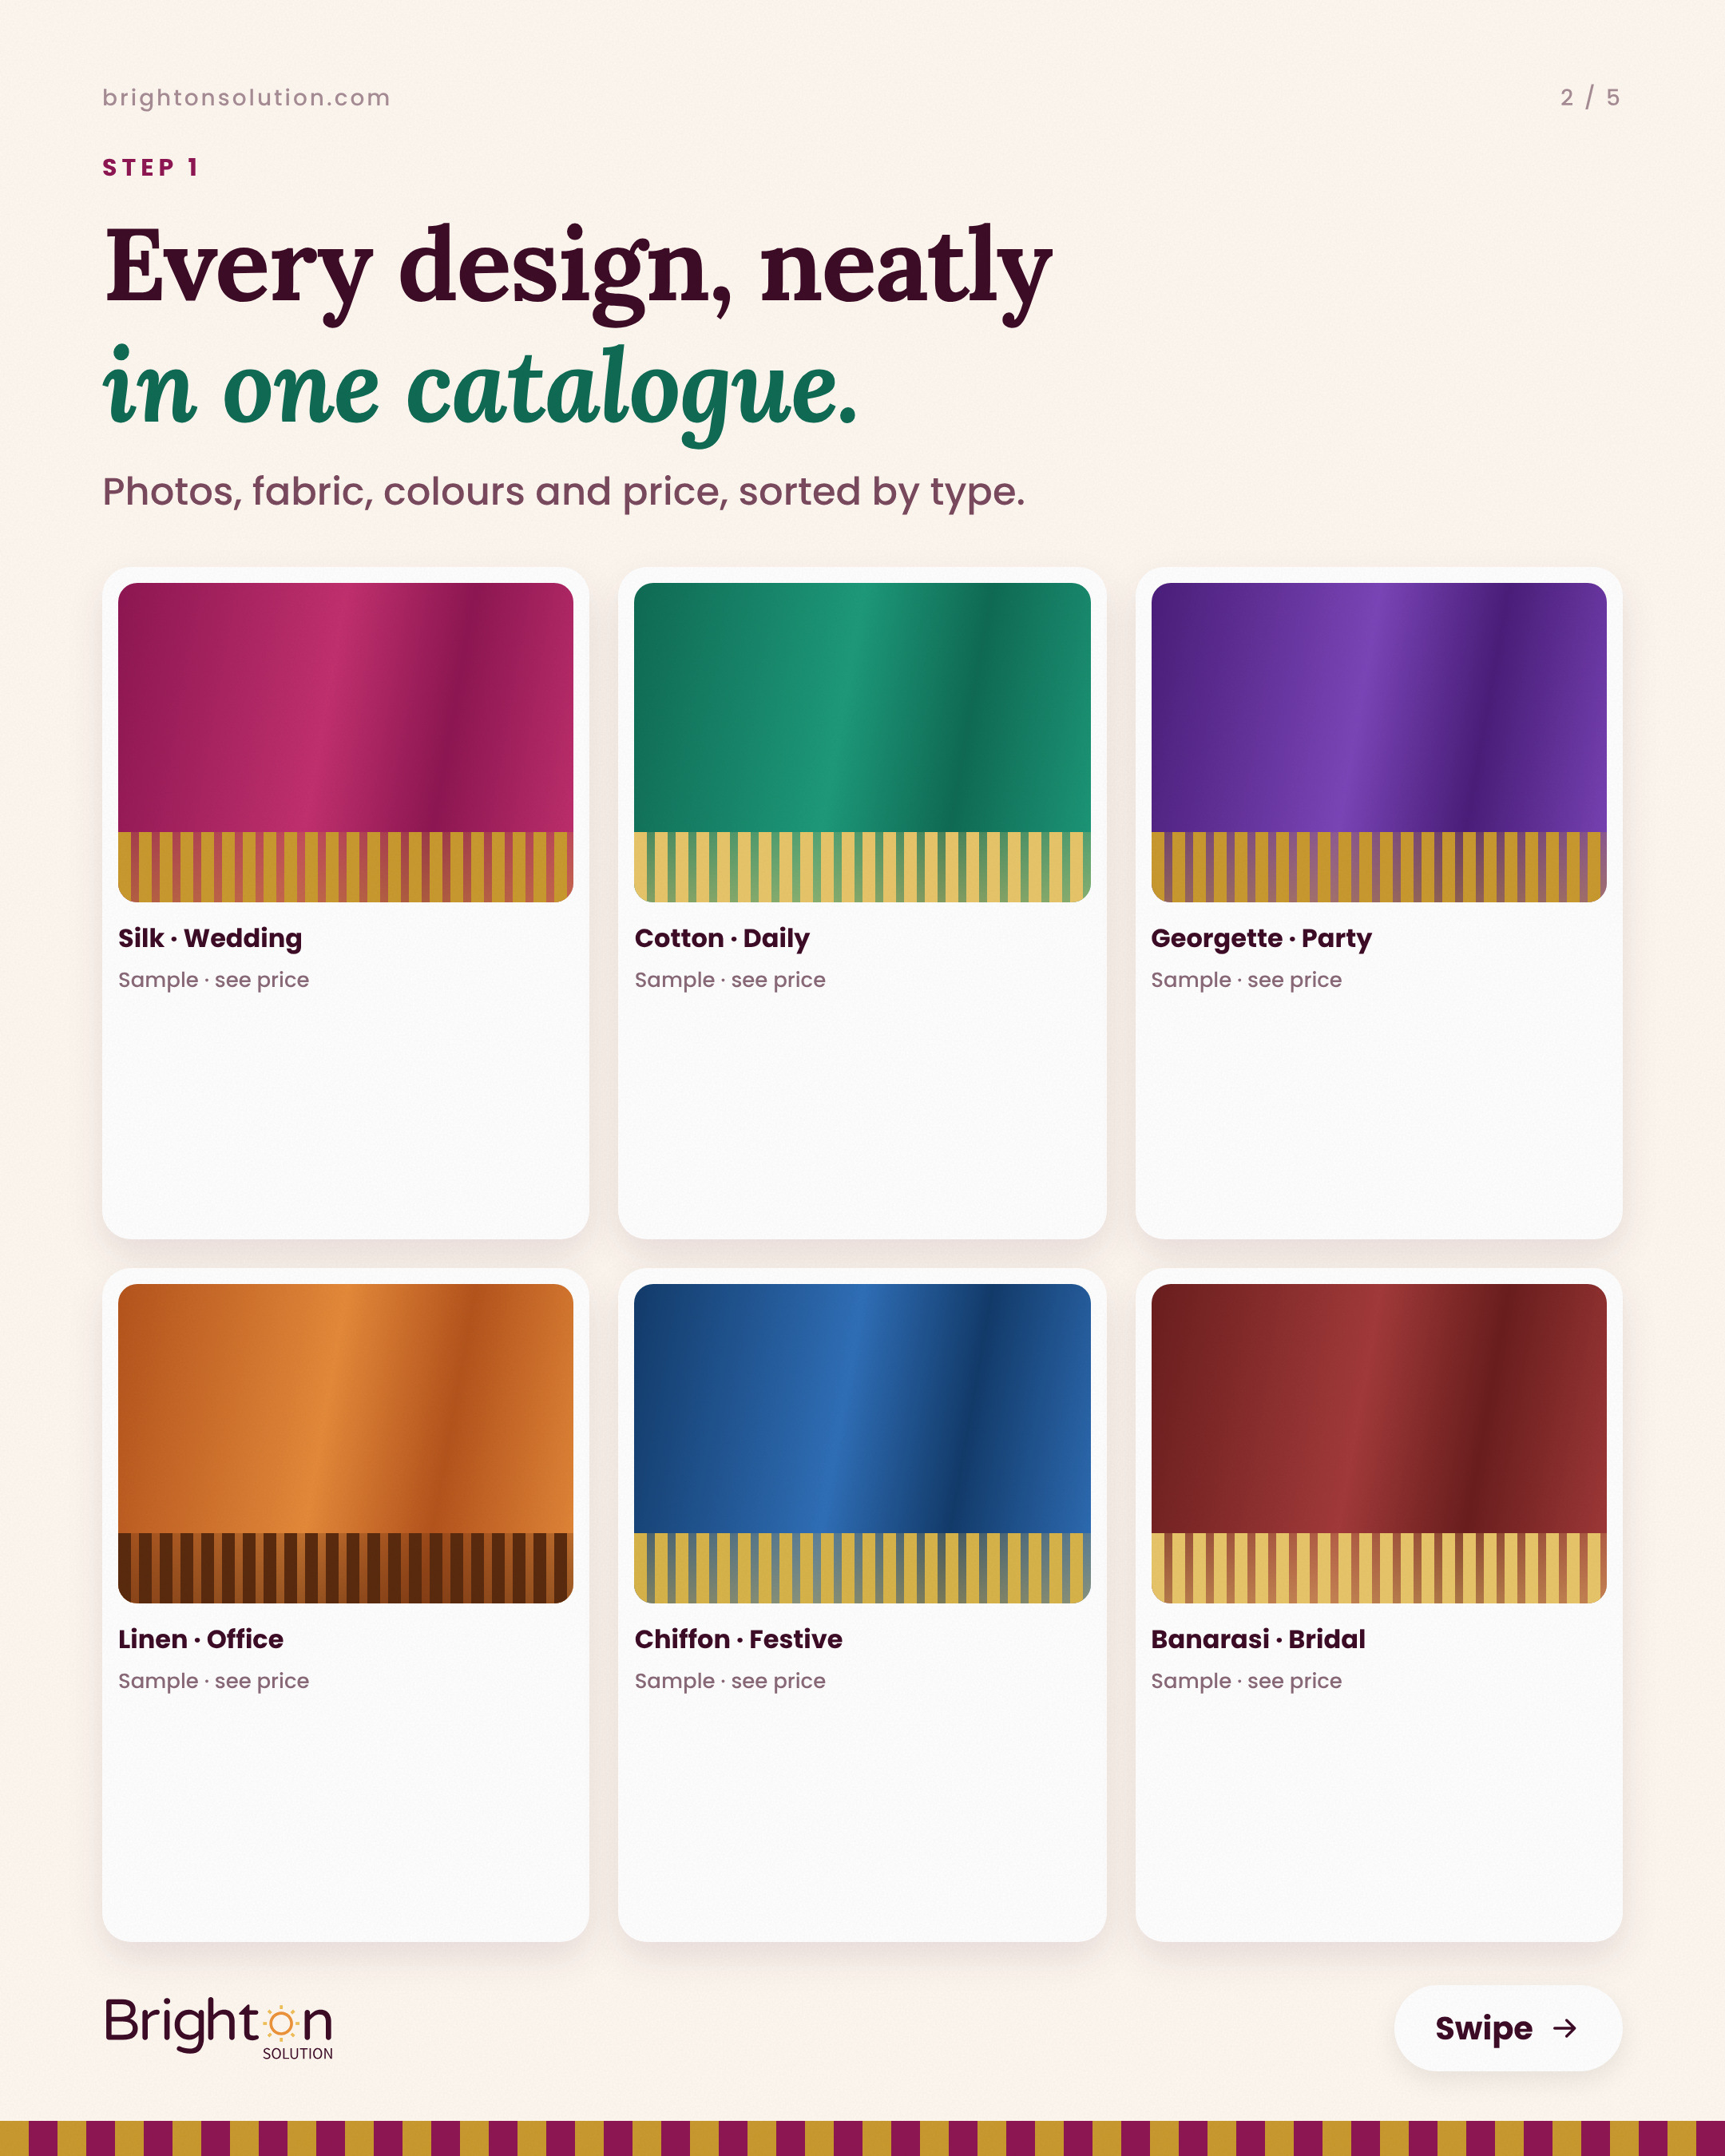 brightonsolution.com
2 / 5
STEP 1
Every design, neatly
in one catalogue.
Photos, fabric, colours and price, sorted by type.
Silk · Wedding
Sample · see price
Cotton · Daily
Sample · see price
Georgette · Party
Sample · see price
Linen · Office
Sample · see price
Chiffon · Festive
Sample · see price
Banarasi · Bridal
Sample · see price
Brighton
SOLUTION
Swipe →